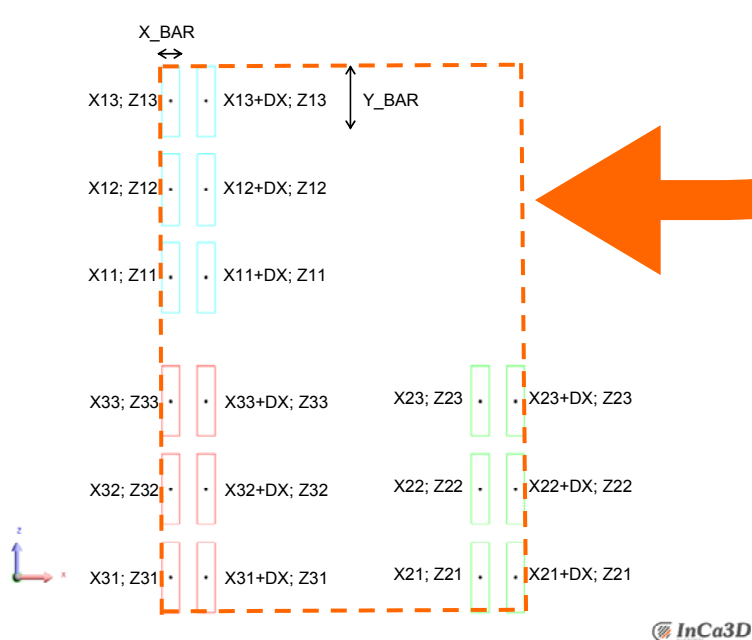 X_BAR
Y_BAR
X13; Z13 X13+DX; Z13
X12; Z12 X12+DX; Z12
X11; Z11 X11+DX; Z11
X33; Z33 X33+DX; Z33 X23; Z23 X23+DX; Z23
X32; Z32 X32+DX; Z32 X22; Z22 X22+DX; Z22
X31; Z31 X31+DX; Z31 X21; Z21 X21+DX; Z21
z
x
InCa3D